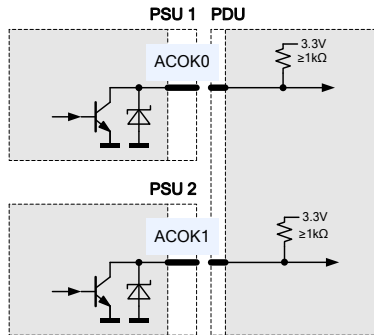 PSU 1 PDU
ACOK0
3.3V
≥1kΩ
PSU 2
ACOK1
3.3V
≥1kΩ